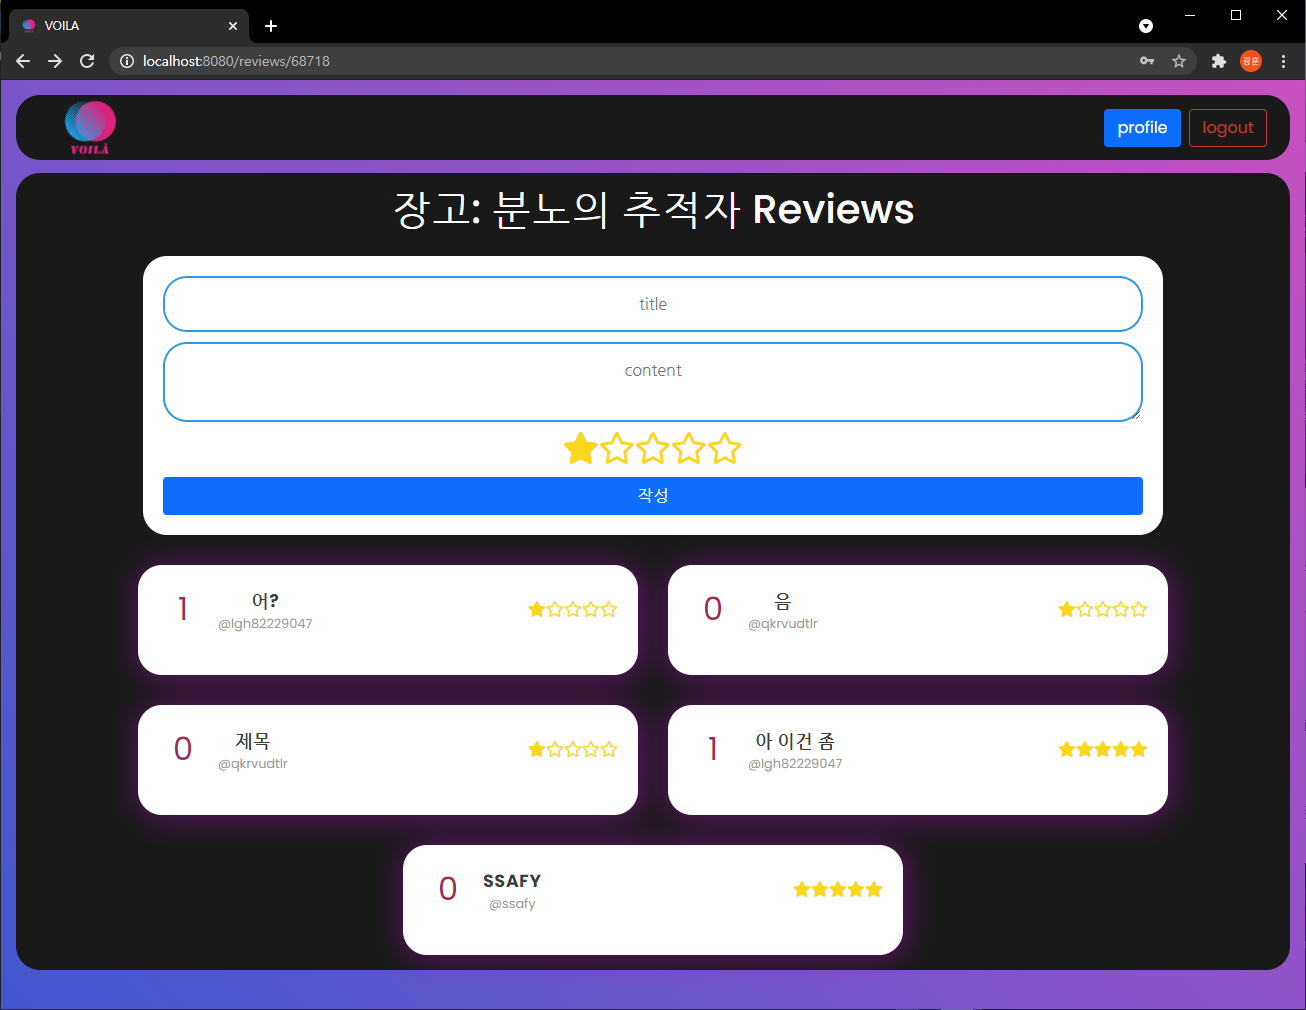 VOILA
localhost:8080/reviews/68718
광훈
VOILÀ
profile
logout
장고: 분노의 추적자 Reviews
title
content
작성
1
어?
@lgh82229047
0
음
@qkrvudtlr
0
제목
@qkrvudtlr
1
아 이건 좀
@lgh82229047
0
SSAFY
@ssafy